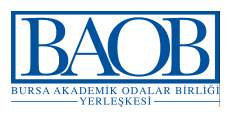 BAOB
BURSA AKADEMİK ODALAR BİRLİĞİ
YERLEŞKESİ